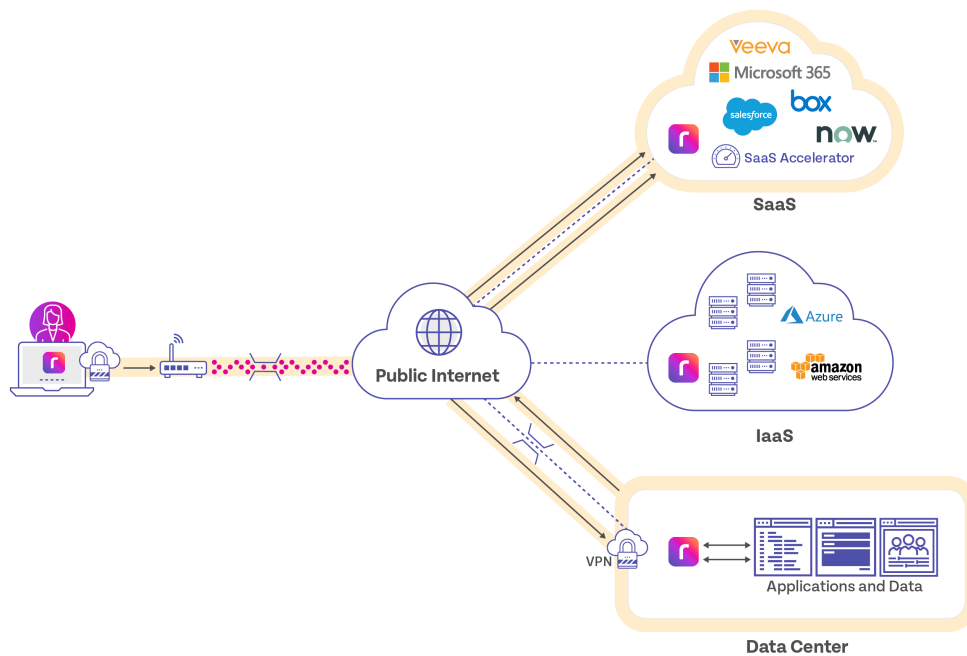 veeva
Microsoft 365
salesforce
box
now
SaaS Accelerator
SaaS
Azure
amazon
web services
IaaS
Public Internet
VPN
Applications and Data
Data Center
r
r
r
r